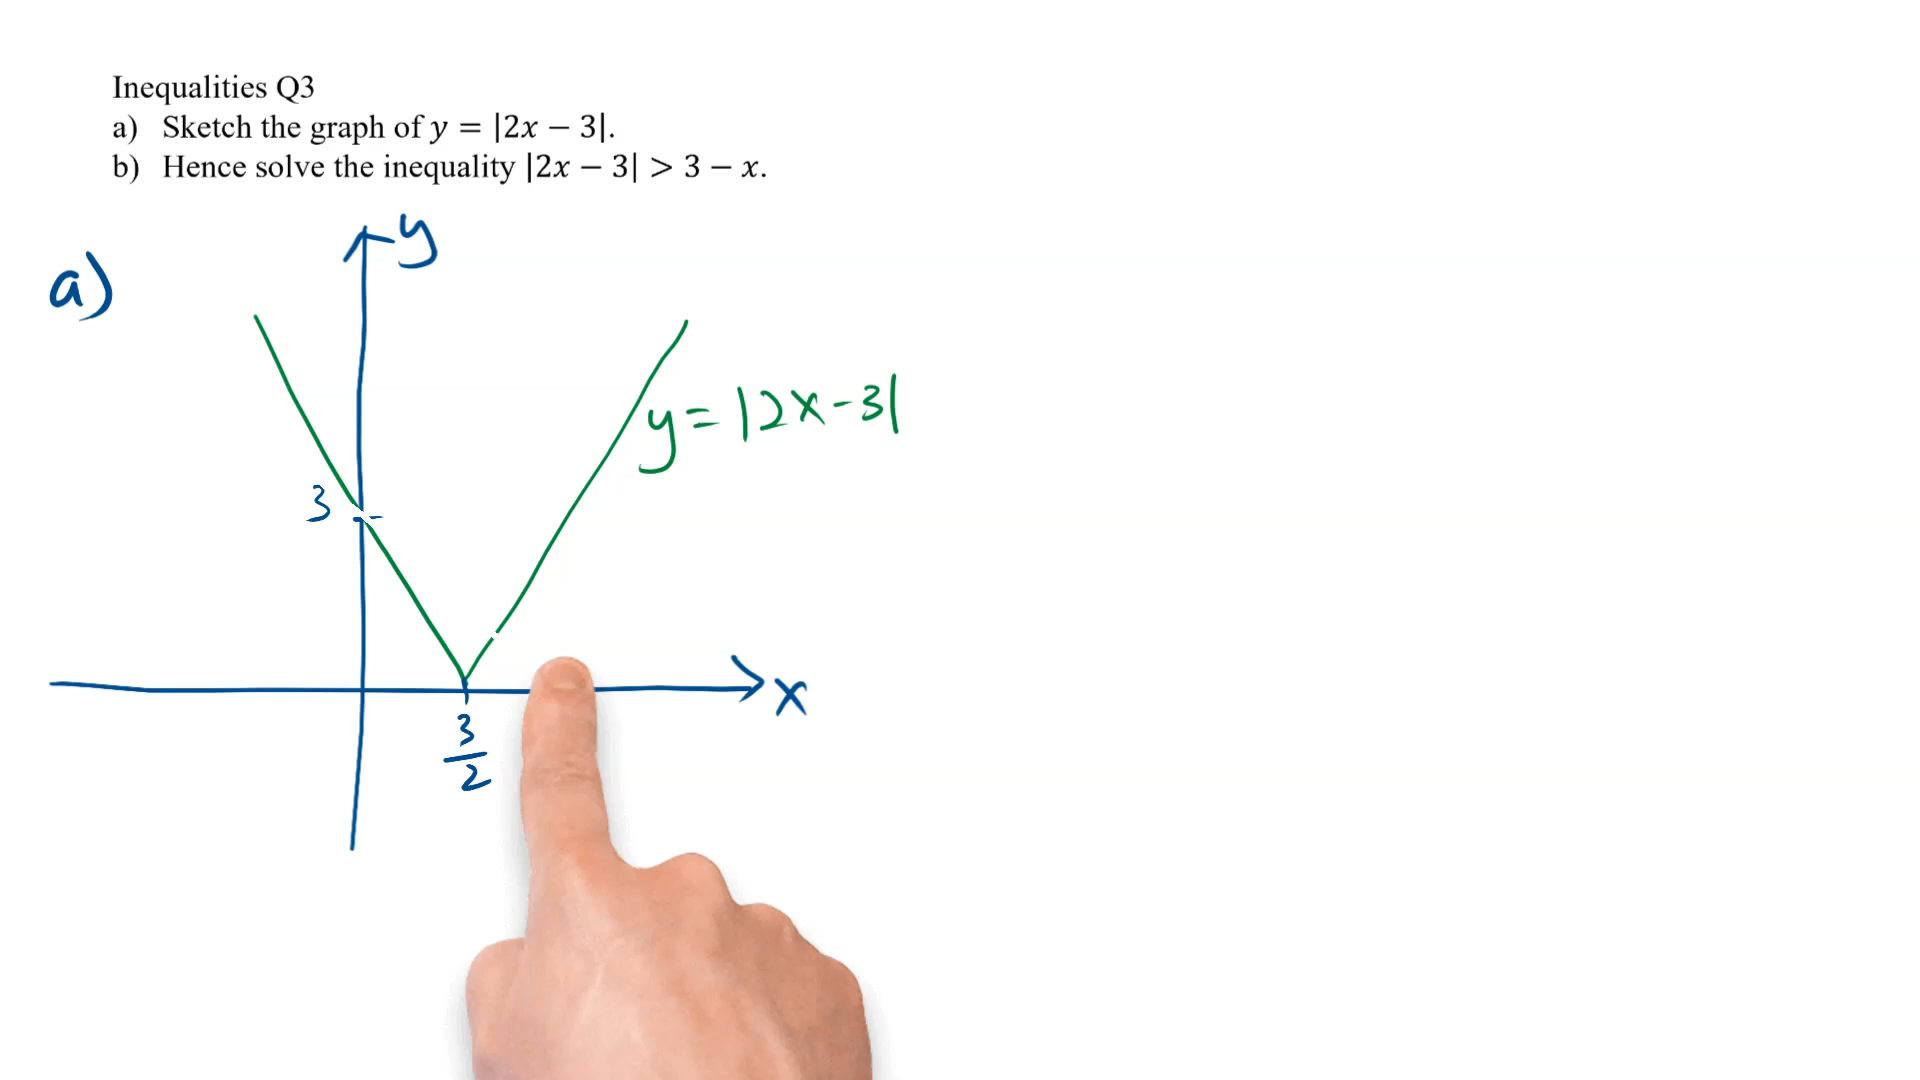 Inequalities Q3
a) Sketch the graph of y = |2x − 3|.
b) Hence solve the inequality |2x − 3| > 3 − x.
a)
y
y = |2x-3|
3
x
3/2